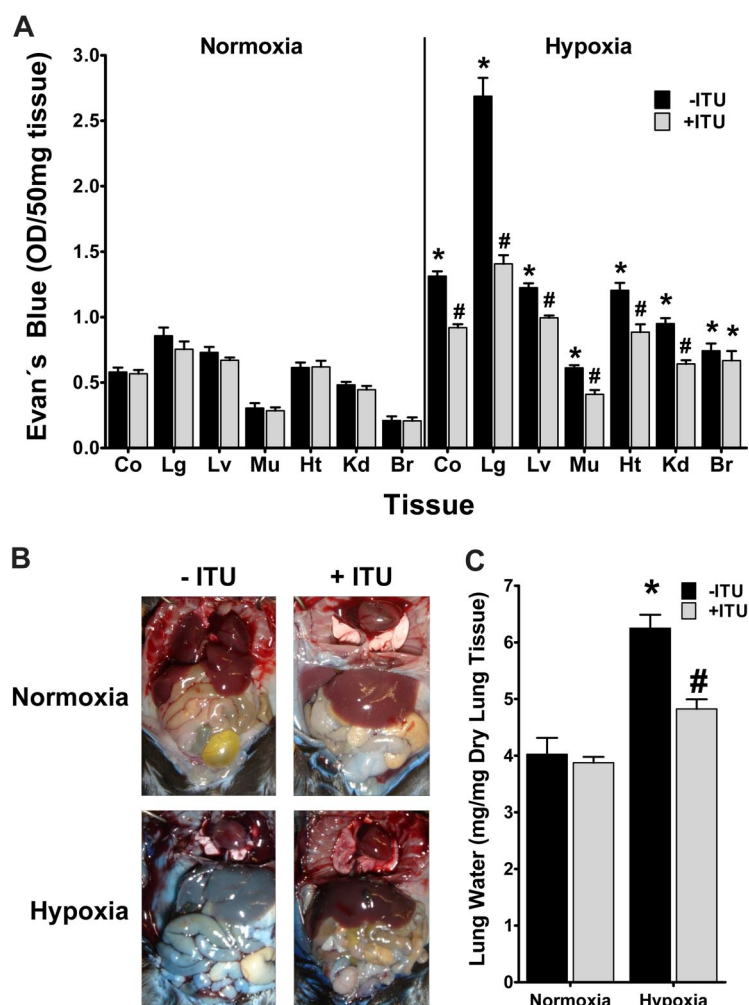 A
Normoxia
Hypoxia
Evan´s Blue (OD/50mg tissue)
3.0
2.5
2.0
1.5
1.0
0.5
0.0
-ITU
+ITU
*
*
#
#
*
#
*
#
*
#
*
#
*
*
Co Lg Lv Mu Ht Kd Br Co Lg Lv Mu Ht Kd Br
Tissue
B
- ITU + ITU
Normoxia
Hypoxia
C
Lung Water (mg/mg Dry Lung Tissue)
7
6
5
4
3
2
1
0
-ITU
+ITU
*
#
Normoxia Hypoxia